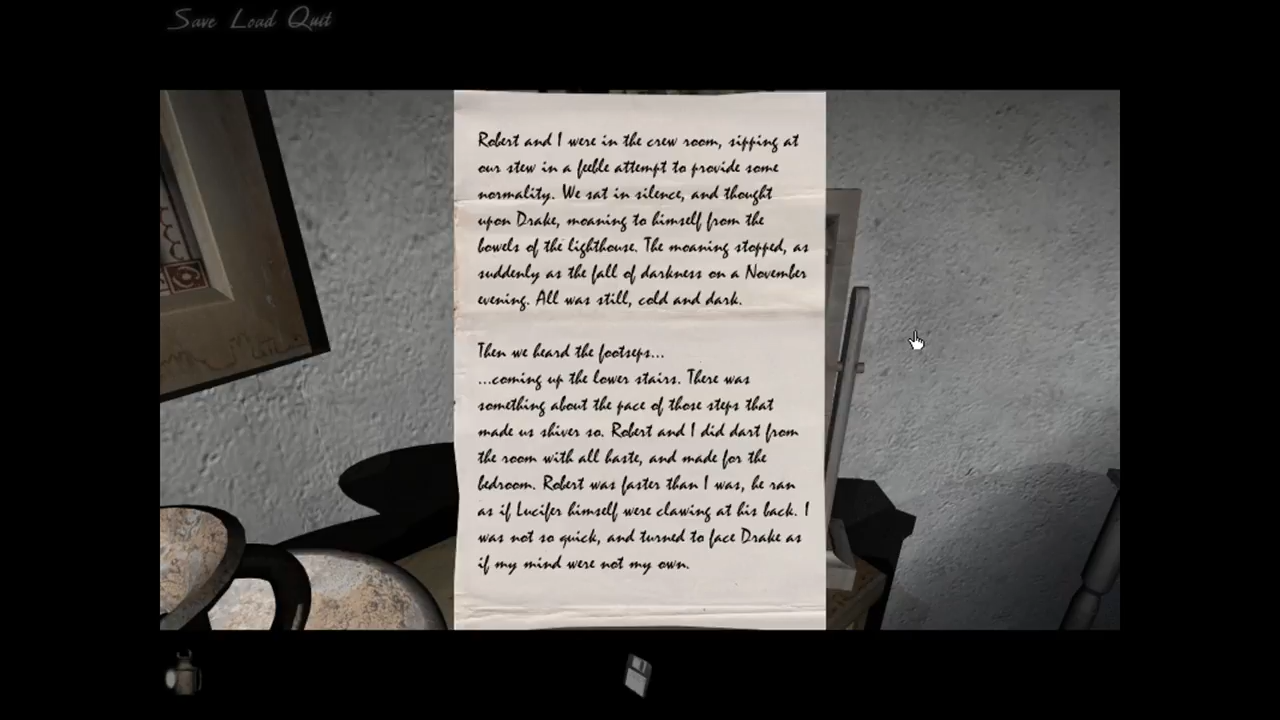 Save Load Quit
Robert and I were in the crew room, sipping at
our stew in a feeble attempt to provide some
normality. We sat in silence, and thought
upon Drake, moaning to himself from the
bowels of the lighthouse. The moaning stopped, as
suddenly as the fall of darkness on a November
evening. All was still, cold and dark.
Then we heard the footseps...
...coming up the lower stairs. There was
something about the pace of those steps that
made us shiver so. Robert and I did dart from
the room with all haste, and made for the
bedroom. Robert was faster than I was, he ran
as if Lucifer himself were clawing at his back. I
was not so quick, and turned to face Drake as
if my mind were not my own.